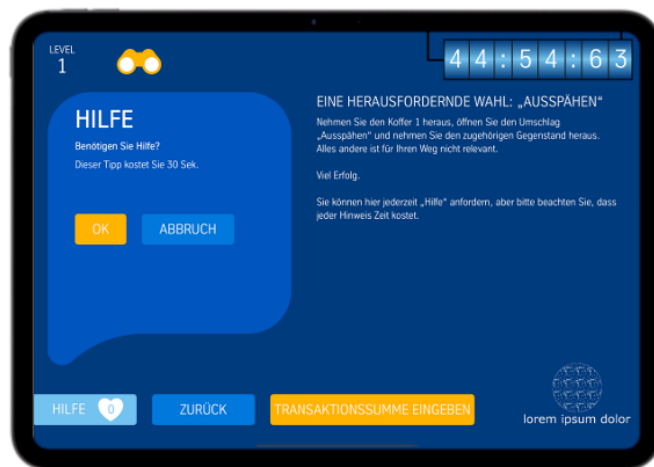 LEVEL
1
44:54:63
HILFE
Benötigen Sie Hilfe?
Dieser Tipp kostet Sie 30 Sek.
OK
ABBRUCH
EINE HERAUSFORDERNDE WAHL: „AUSSPÄHEN“
Nehmen Sie den Koffer 1 heraus, öffnen Sie den Umschlag
„Ausspähen“ und nehmen Sie den zugehörigen Gegenstand heraus.
Alles andere ist für Ihren Weg nicht relevant.
Viel Erfolg.
Sie können hier jederzeit „Hilfe“ anfordern, aber bitte beachten Sie, dass
jeder Hinweis Zeit kostet.
HILFE 0
ZURÜCK
TRANSAKTIONSSUMME EINGEBEN
lorem ipsum dolor